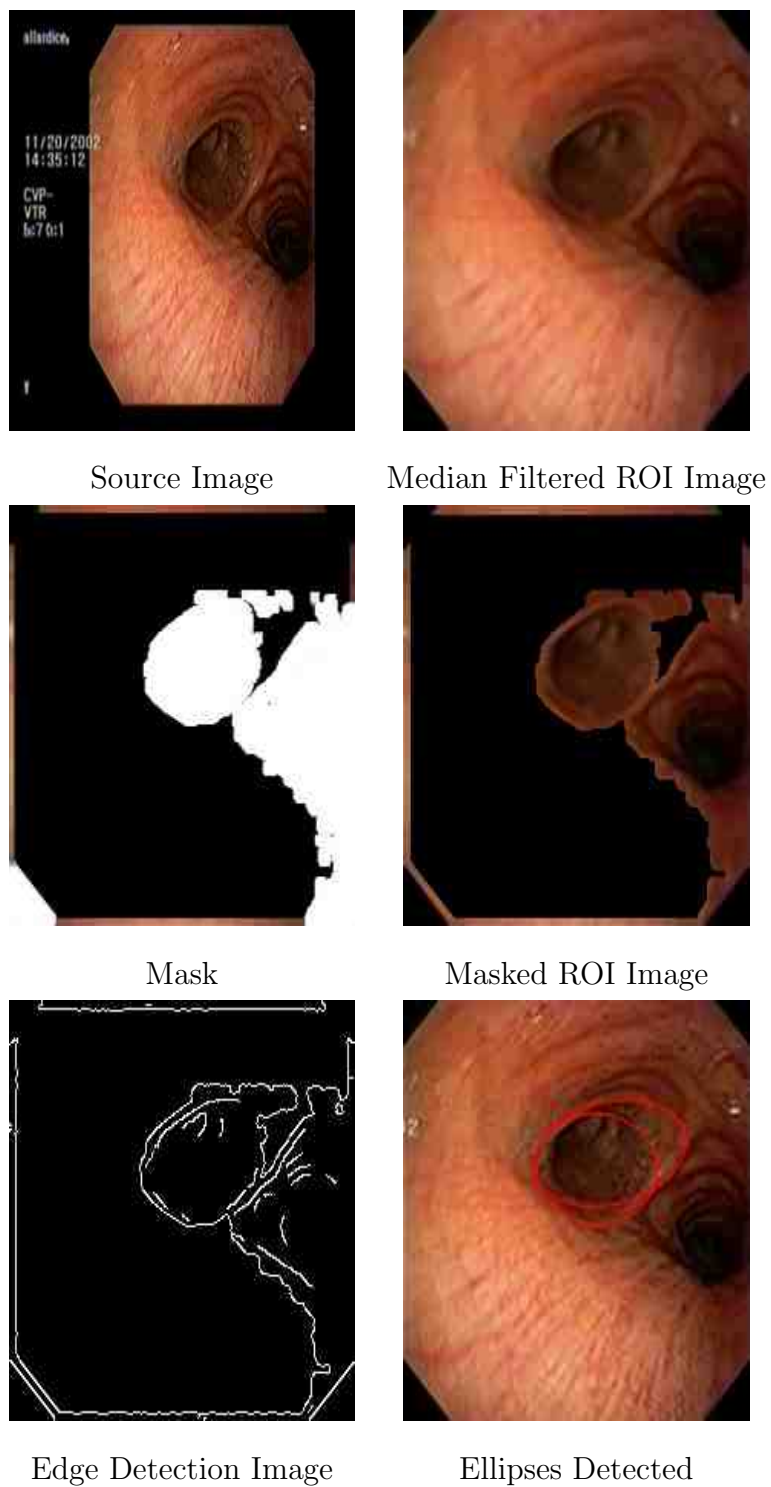 11/20/2002
14:35:12
CVP-
VTR
Source Image
Median Filtered ROI Image
Mask
Masked ROI Image
Edge Detection Image
Ellipses Detected